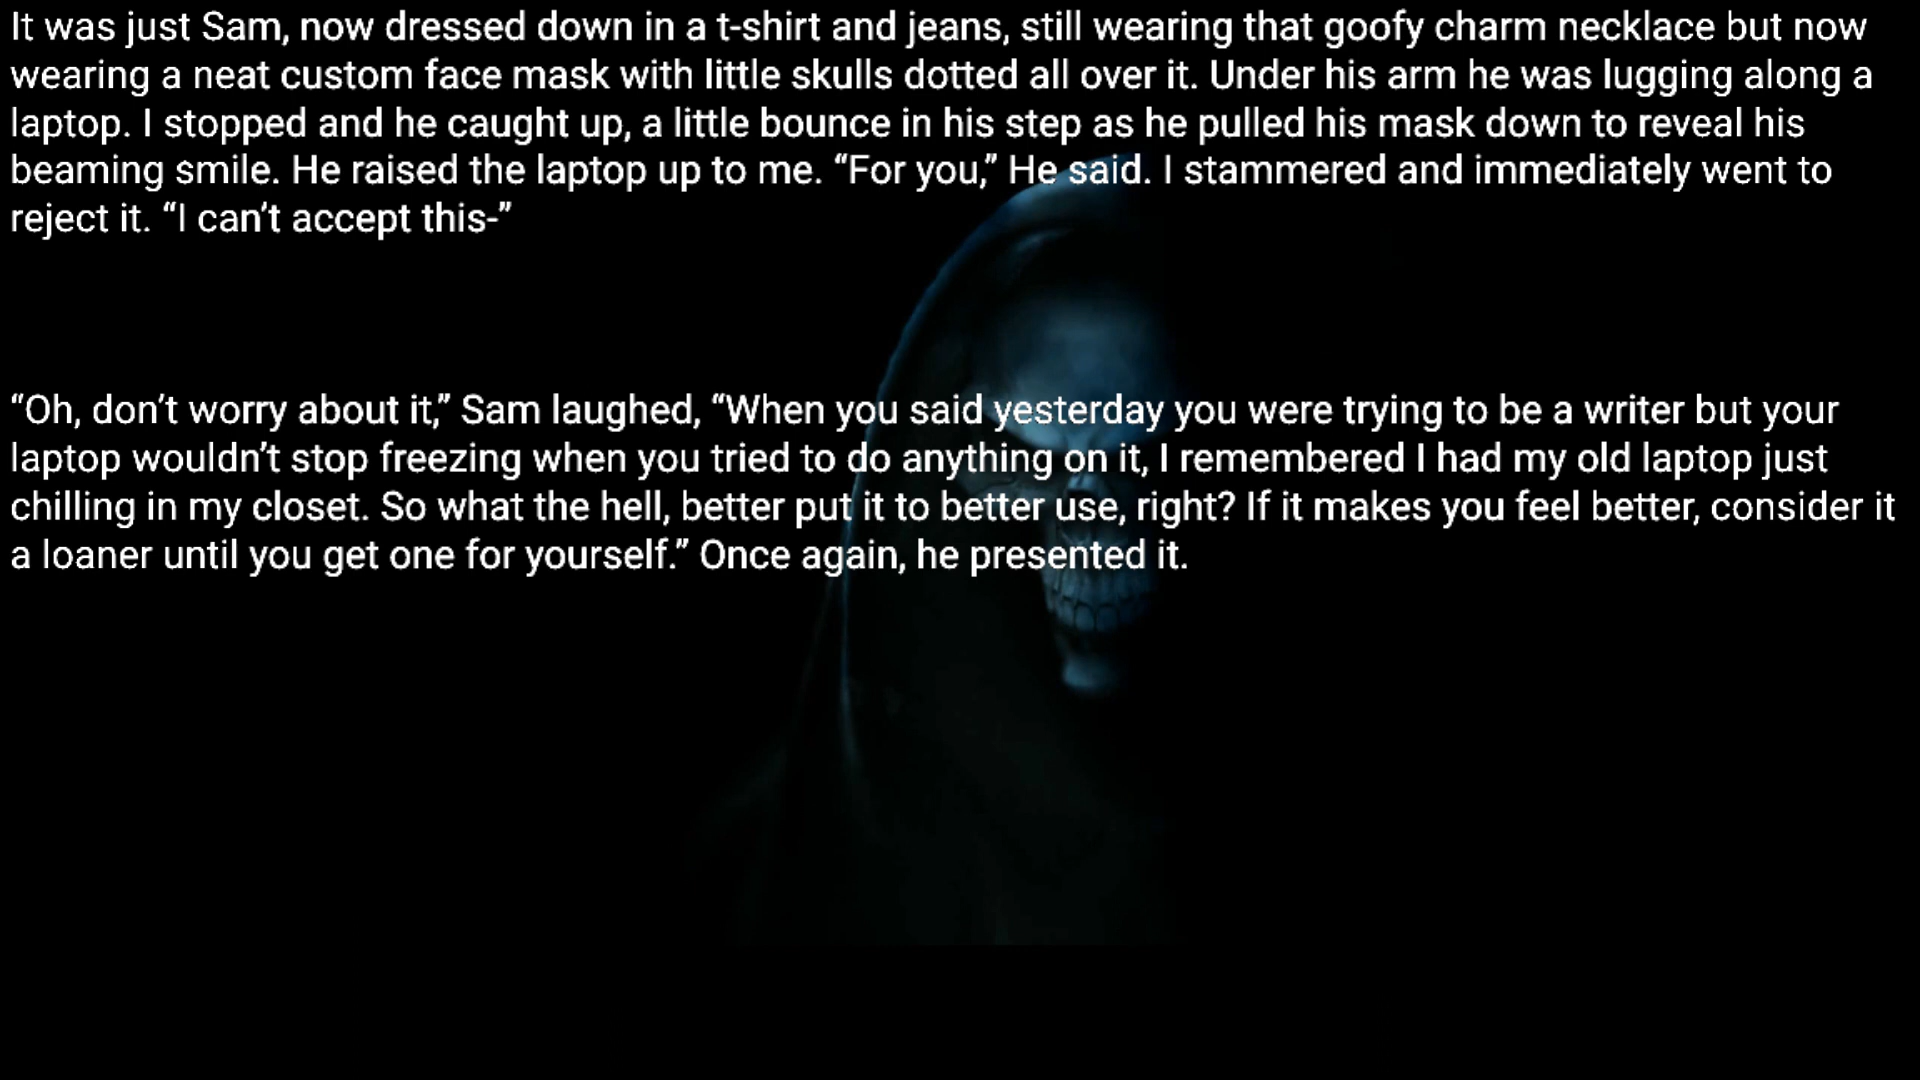 It was just Sam, now dressed down in a t-shirt and jeans, still wearing that goofy charm necklace but now
wearing a neat custom face mask with little skulls dotted all over it. Under his arm he was lugging along a
laptop. I stopped and he caught up, a little bounce in his step as he pulled his mask down to reveal his
beaming smile. He raised the laptop up to me. “For you,” He said. I stammered and immediately went to
reject it. “I can’t accept this-”
“Oh, don’t worry about it,” Sam laughed, “When you said yesterday you were trying to be a writer but your
laptop wouldn’t stop freezing when you tried to do anything on it, I remembered I had my old laptop just
chilling in my closet. So what the hell, better put it to better use, right? If it makes you feel better, consider it
a loaner until you get one for yourself.” Once again, he presented it.